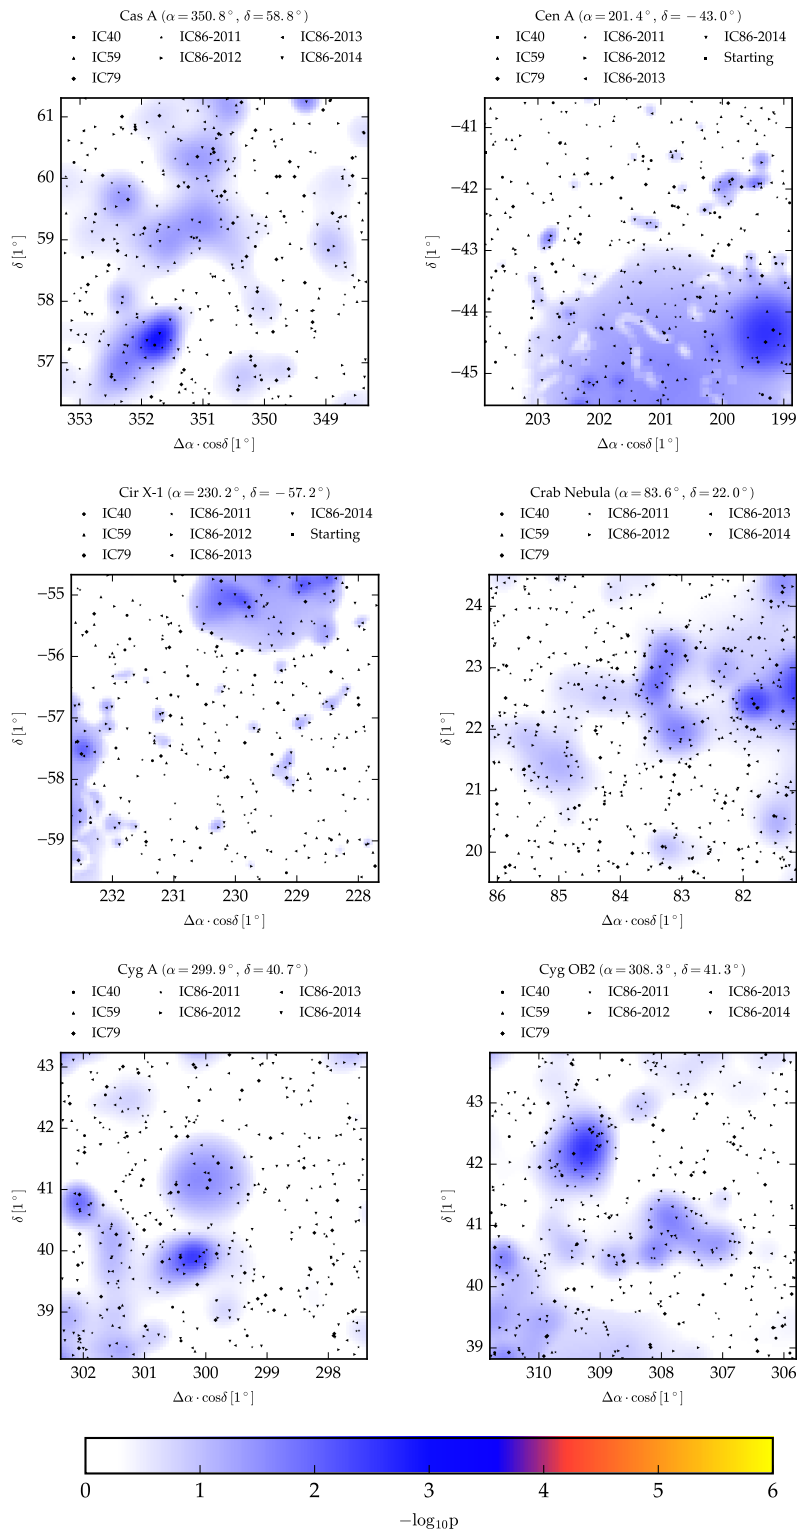 Cas A (α=350.8°, δ=58.8°)
IC40 IC86-2011 IC86-2013
IC59 IC86-2012 IC86-2014
IC79
61
60
59
58
57
δ[1°]
353 352 351 350 349
Δα · cosδ [1°]
Cen A (α=201.4°, δ=−43.0°)
IC40 IC86-2011 IC86-2014
IC59 IC86-2012 Starting
IC79 IC86-2013
−41
−42
−43
−44
−45
δ[1°]
203 202 201 200 199
Δα · cosδ [1°]
Cir X-1 (α=230.2°, δ=−57.2°)
IC40 IC86-2011 IC86-2014
IC59 IC86-2012 Starting
IC79 IC86-2013
−55
−56
−57
−58
−59
δ[1°]
232 231 230 229 228
Δα · cosδ [1°]
Crab Nebula (α=83.6°, δ=22.0°)
IC40 IC86-2011 IC86-2013
IC59 IC86-2012 IC86-2014
IC79
24
23
22
21
20
δ[1°]
86 85 84 83 82
Δα · cosδ [1°]
Cyg A (α=299.9°, δ=40.7°)
IC40 IC86-2011 IC86-2013
IC59 IC86-2012 IC86-2014
IC79
43
42
41
40
39
δ[1°]
302 301 300 299 298
Δα · cosδ [1°]
Cyg OB2 (α=308.3°, δ=41.3°)
IC40 IC86-2011 IC86-2013
IC59 IC86-2012 IC86-2014
IC79
43
42
41
40
39
δ[1°]
310 309 308 307 306
Δα · cosδ [1°]
0 1 2 3 4 5 6
−log₁₀p